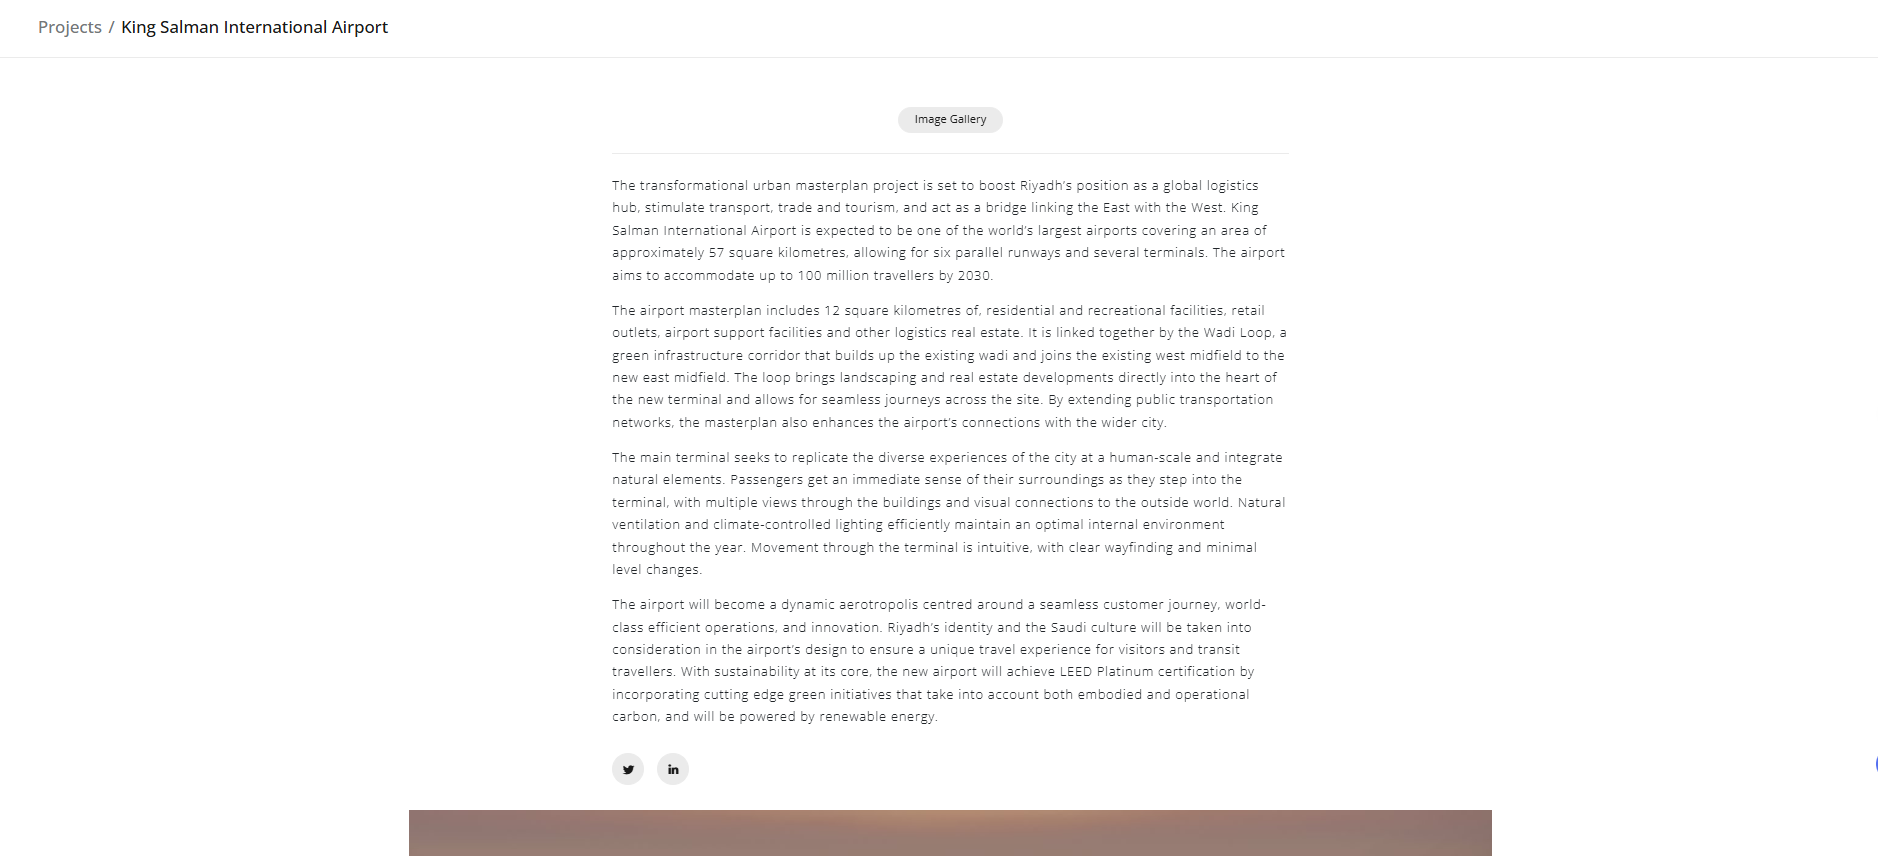 Projects / King Salman International Airport
Image Gallery
The transformational urban masterplan project is set to boost Riyadh's position as a global logistics
hub, stimulate transport, trade and tourism, and act as a bridge linking the East with the West. King
Salman International Airport is expected to be one of the world's largest airports covering an area of
approximately 57 square kilometres, allowing for six parallel runways and several terminals. The airport
aims to accommodate up to 100 million travellers by 2030.
The airport masterplan includes 12 square kilometres of, residential and recreational facilities, retail
outlets, airport support facilities and other logistics real estate. It is linked together by the Wadi Loop, a
green infrastructure corridor that builds up the existing wadi and joins the existing west midfield to the
new east midfield. The loop brings landscaping and real estate developments directly into the heart of
the new terminal and allows for seamless journeys across the site. By extending public transportation
networks, the masterplan also enhances the airport's connections with the wider city.
The main terminal seeks to replicate the diverse experiences of the city at a human-scale and integrate
natural elements. Passengers get an immediate sense of their surroundings as they step into the
terminal, with multiple views through the buildings and visual connections to the outside world. Natural
ventilation and climate-controlled lighting efficiently maintain an optimal internal environment
throughout the year. Movement through the terminal is intuitive, with clear wayfinding and minimal
level changes.
The airport will become a dynamic aerotropolis centred around a seamless customer journey, world-
class efficient operations, and innovation. Riyadh's identity and the Saudi culture will be taken into
consideration in the airport's design to ensure a unique travel experience for visitors and transit
travellers. With sustainability at its core, the new airport will achieve LEED Platinum certification by
incorporating cutting edge green initiatives that take into account both embodied and operational
carbon, and will be powered by renewable energy.
in